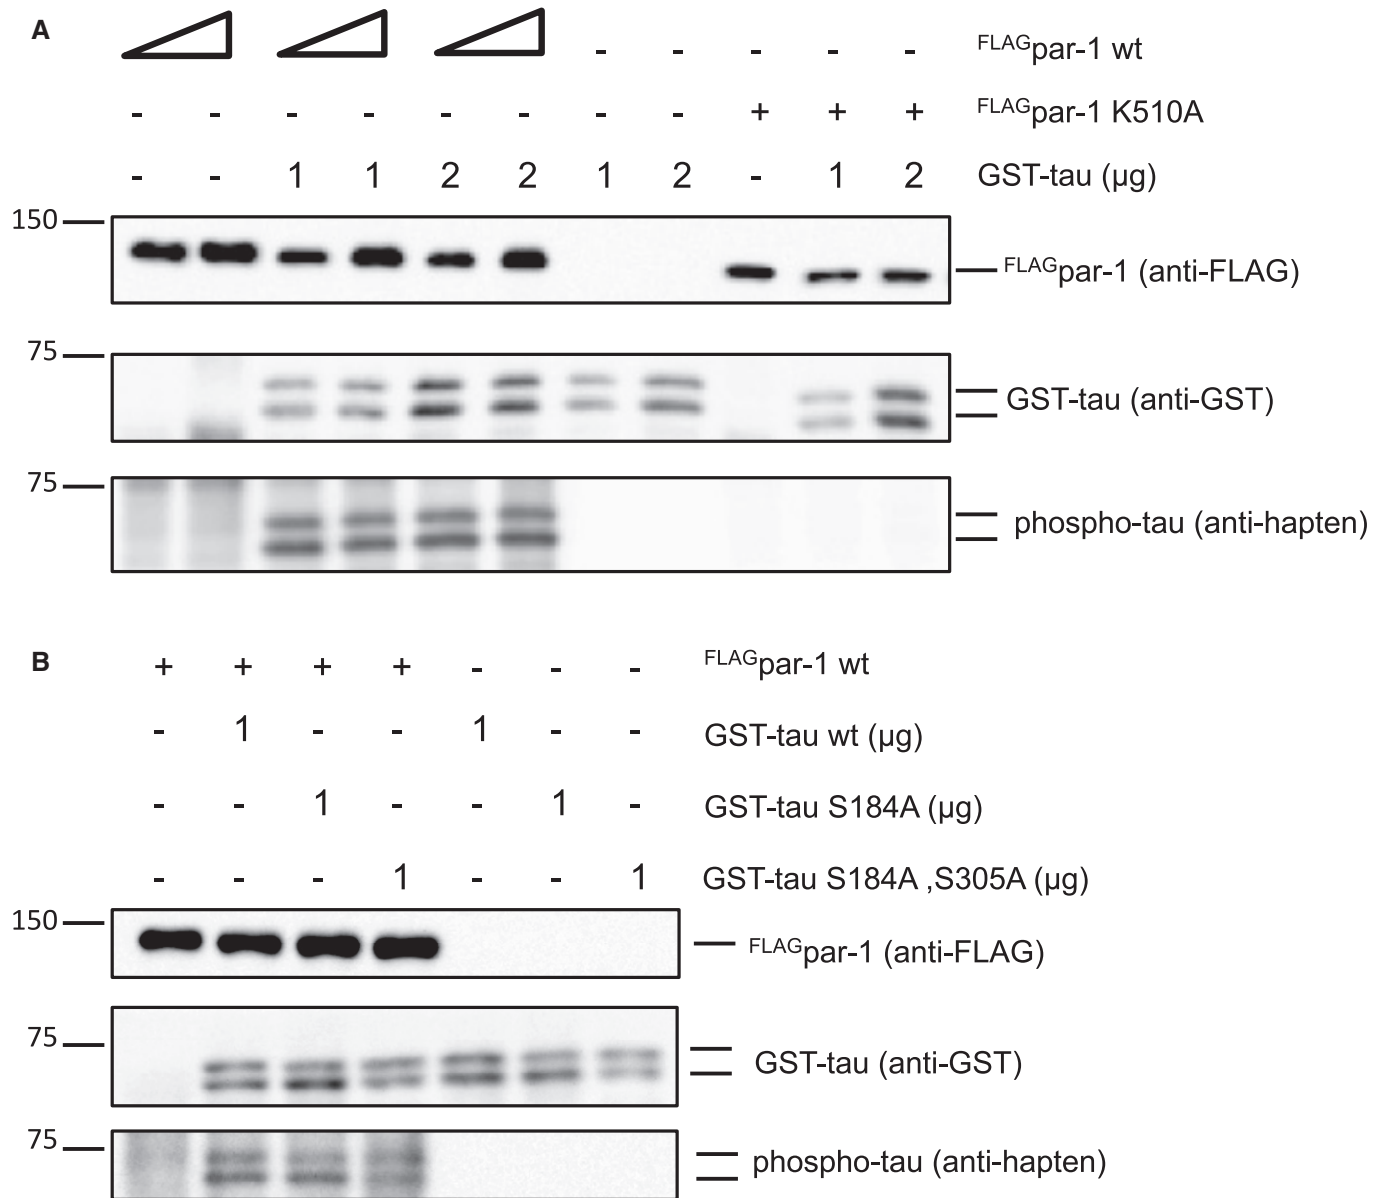 A
- - - - - - - - FLAGpar-1 wt
- - - - - - - - + + + FLAGpar-1 K510A
- - 1 1 2 2 1 2 - 1 2 GST-tau (µg)
150
FLAGpar-1 (anti-FLAG)
75
GST-tau (anti-GST)
75
phospho-tau (anti-hapten)
B
+ + + + - - - FLAGpar-1 wt
- 1 - - 1 - - GST-tau wt (µg)
- - 1 - - 1 - GST-tau S184A (µg)
- - - 1 - - 1 GST-tau S184A ,S305A (µg)
150
FLAGpar-1 (anti-FLAG)
75
GST-tau (anti-GST)
75
phospho-tau (anti-hapten)